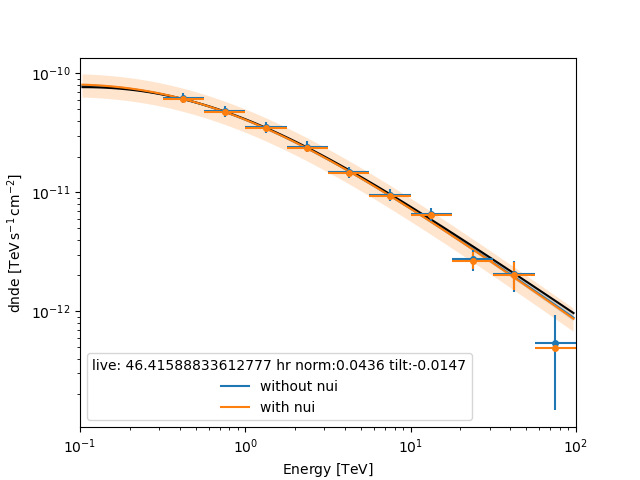 10⁻¹⁰
10⁻¹¹
10⁻¹²
dnde [TeV s⁻¹ cm⁻²]
live: 46.41588833612777 hr norm:0.0436 tilt:-0.0147
without nui
with nui
10⁻¹ 10⁰ 10¹ 10²
Energy [TeV]